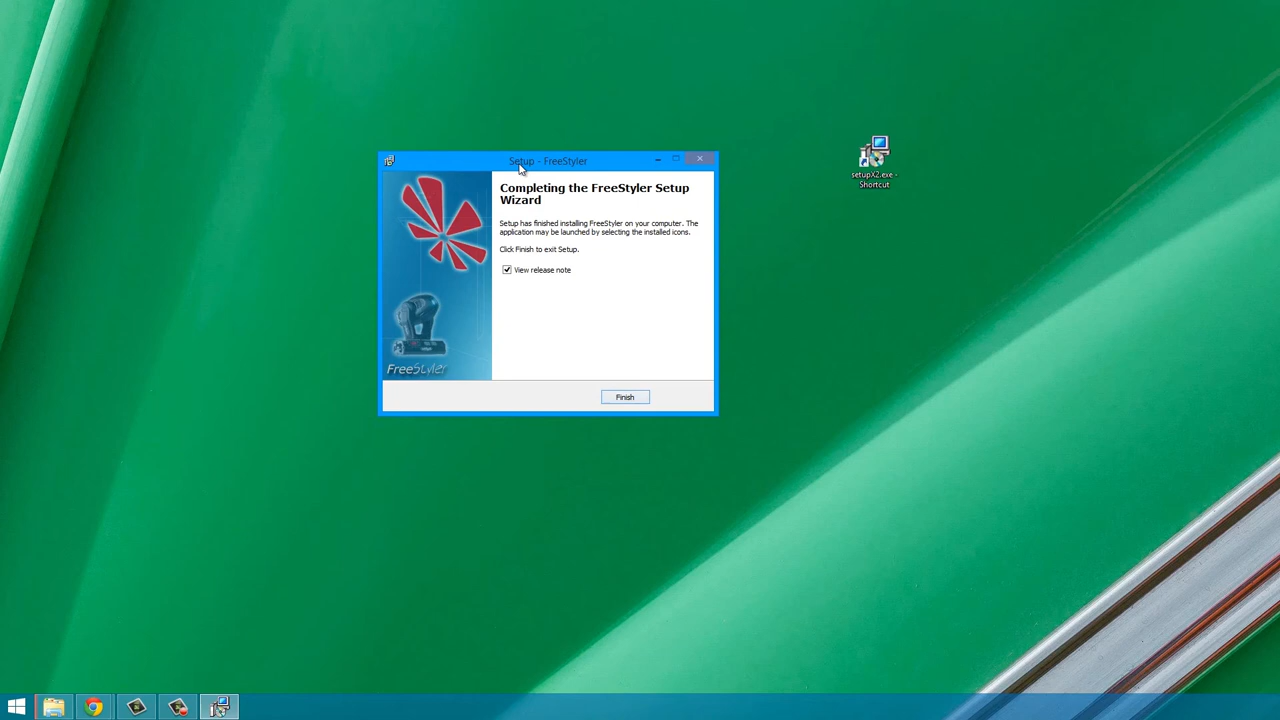 Setup - FreeStyler
Completing the FreeStyler Setup
Wizard
Setup has finished installing FreeStyler on your computer. The
application may be launched by selecting the installed icons.
Click Finish to exit Setup.
View release note
FreeStyler
Finish
setupX2.exe -
Shortcut